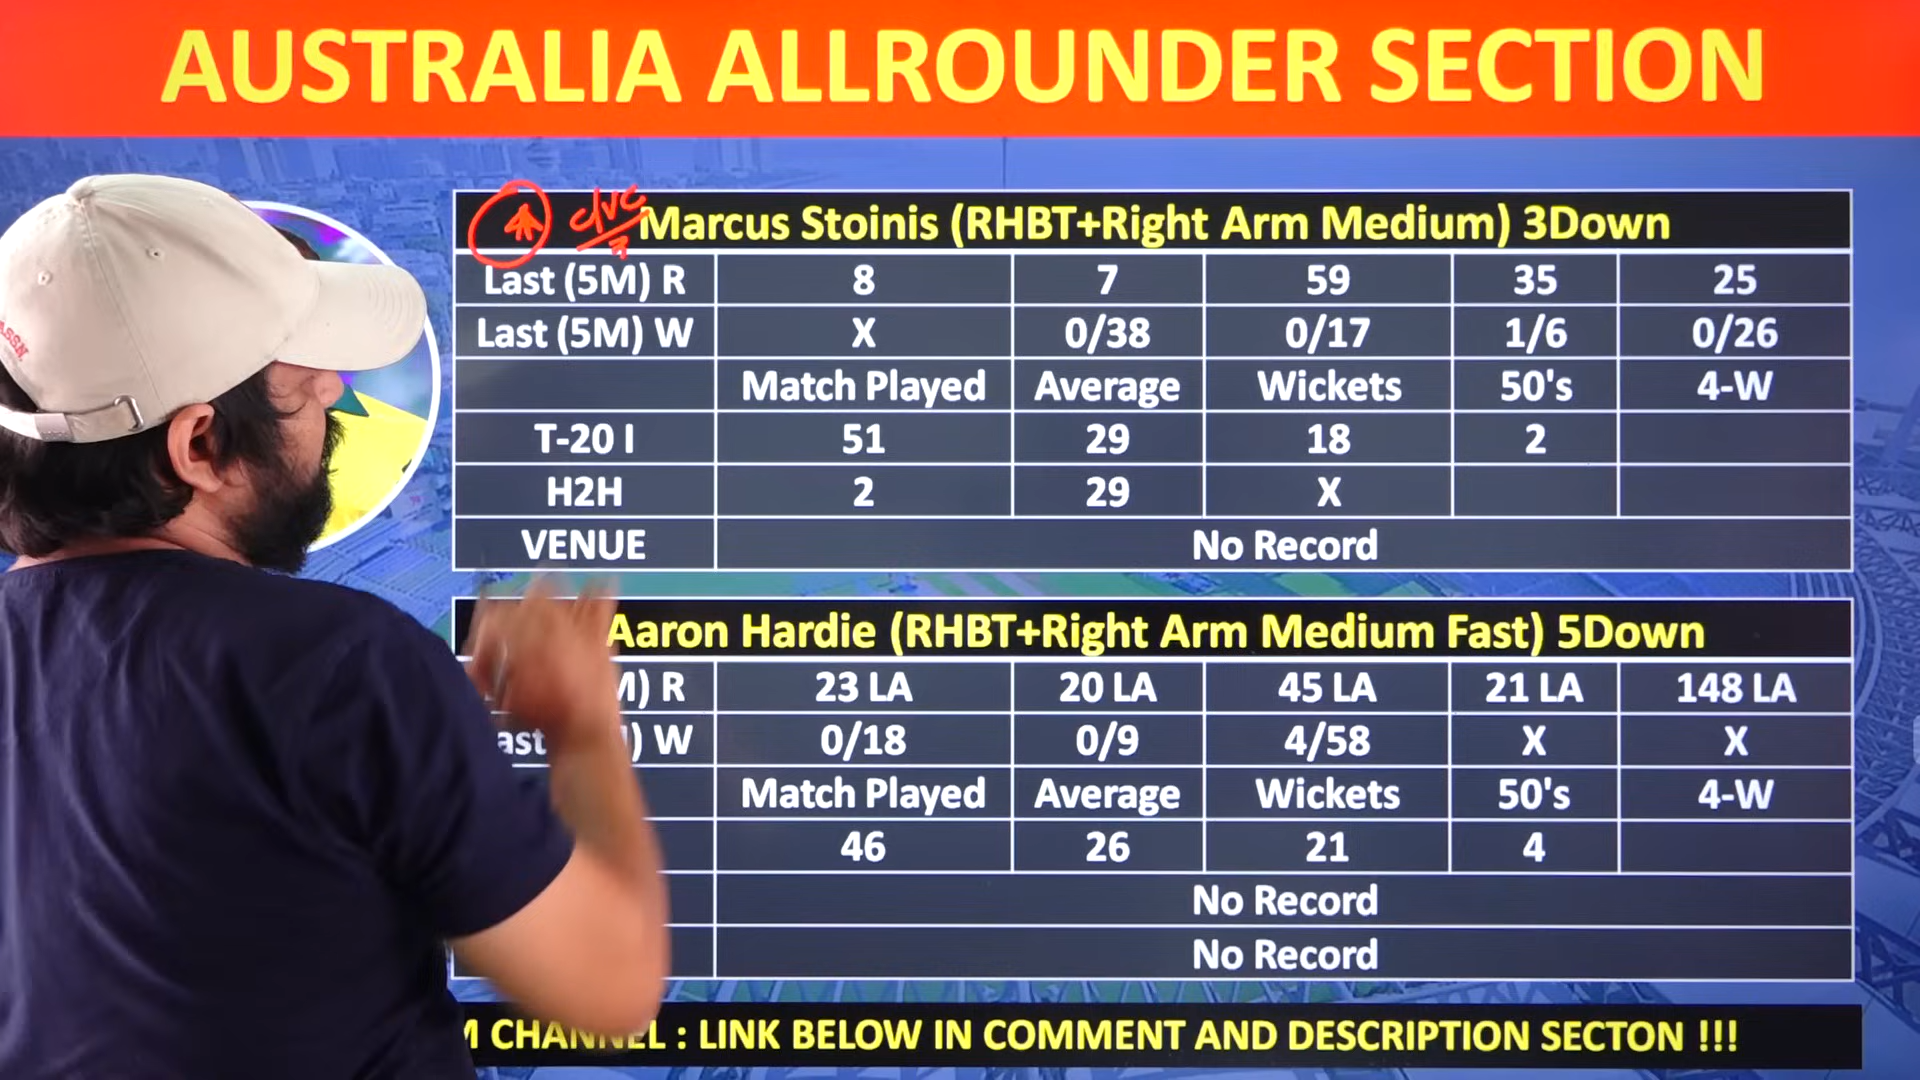 AUSTRALIA ALLROUNDER SECTION
c/vc Marcus Stoinis (RHBT+Right Arm Medium) 3Down
Last (5M) R 8 7 59 35 25
Last (5M) W X 0/38 0/17 1/6 0/26
Match Played Average Wickets 50's 4-W
T-20 I 51 29 18 2
H2H 2 29 X
VENUE No Record
Aaron Hardie (RHBT+Right Arm Medium Fast) 5Down
R 23 LA 20 LA 45 LA 21 LA 148 LA
W 0/18 0/9 4/58 X X
Match Played Average Wickets 50's 4-W
46 26 21 4
No Record
No Record
CHANNEL : LINK BELOW IN COMMENT AND DESCRIPTION SECTON !!!